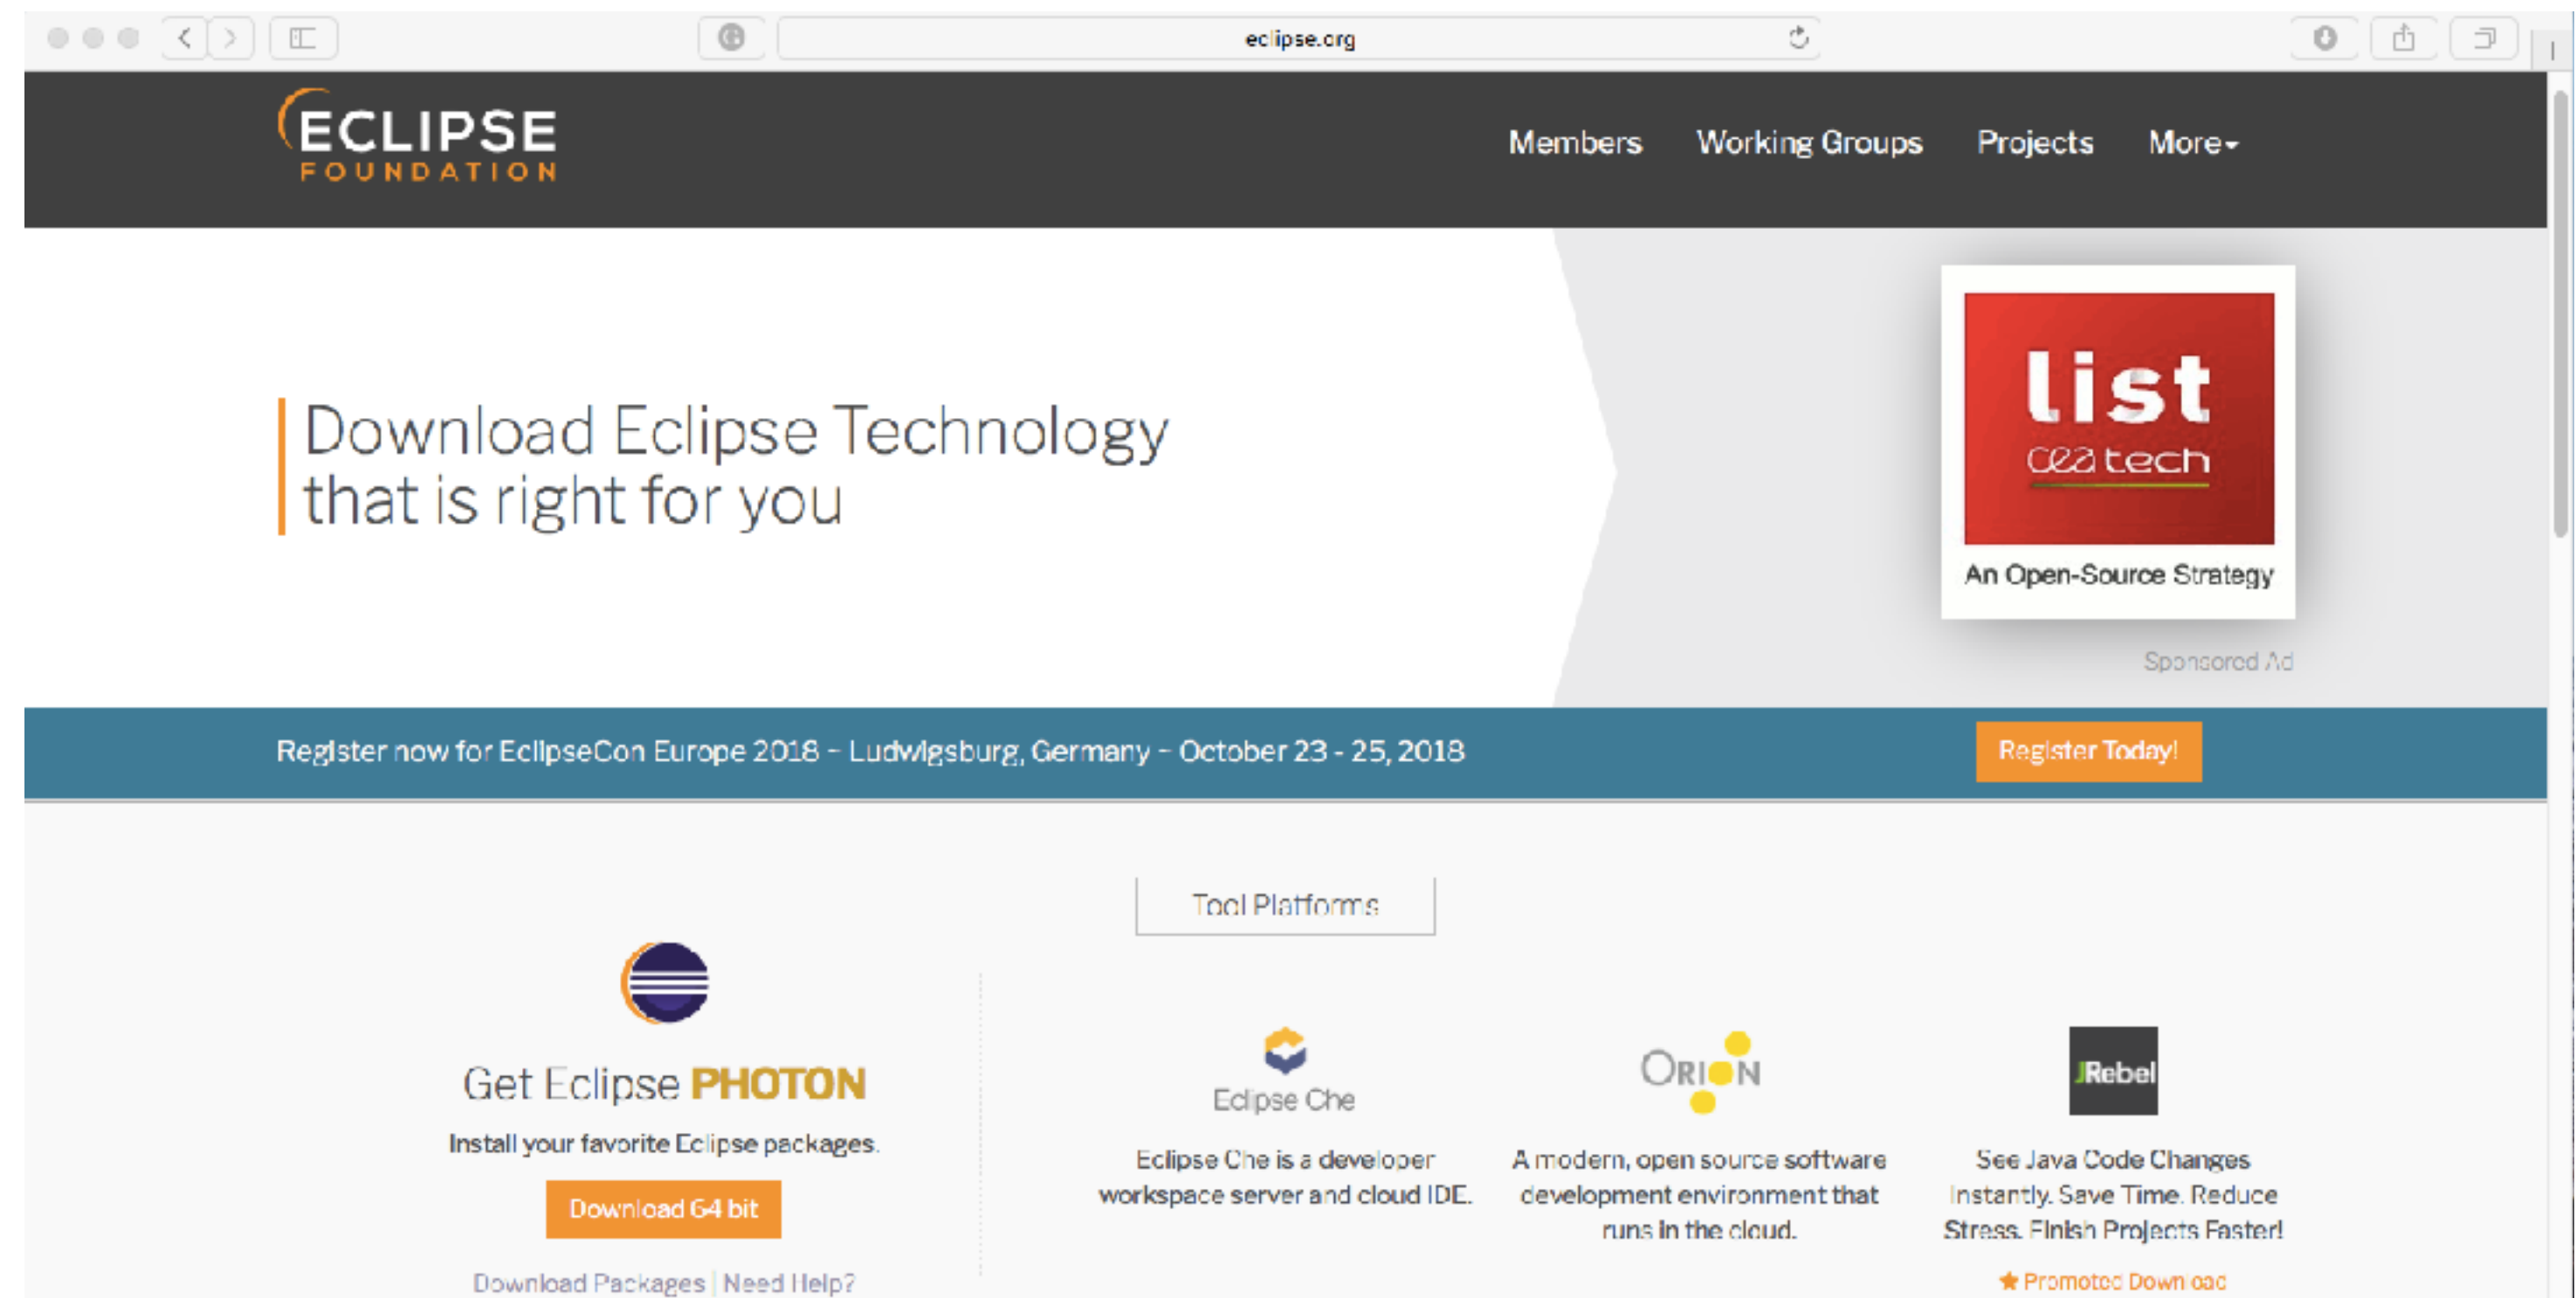 eclipse.org
ECLIPSE
FOUNDATION
Members Working Groups Projects More
list
cea tech
An Open-Source Strategy
Sponsored Ad
Download Eclipse Technology
that is right for you
Register now for EclipseCon Europe 2018 – Ludwigsburg, Germany – October 23 - 25, 2018
Register Today!
Tool Platforms
Get Eclipse PHOTON
Install your favorite Eclipse packages.
Download 64 bit
Download Packages | Need Help?
Eclipse Che
Eclipse Che is a developer
workspace server and cloud IDE.
ORION
A modern, open source software
development environment that
runs in the cloud.
JRebel
See Java Code Changes
Instantly. Save Time. Reduce
Stress. Finish Projects Faster!
Promoted Download